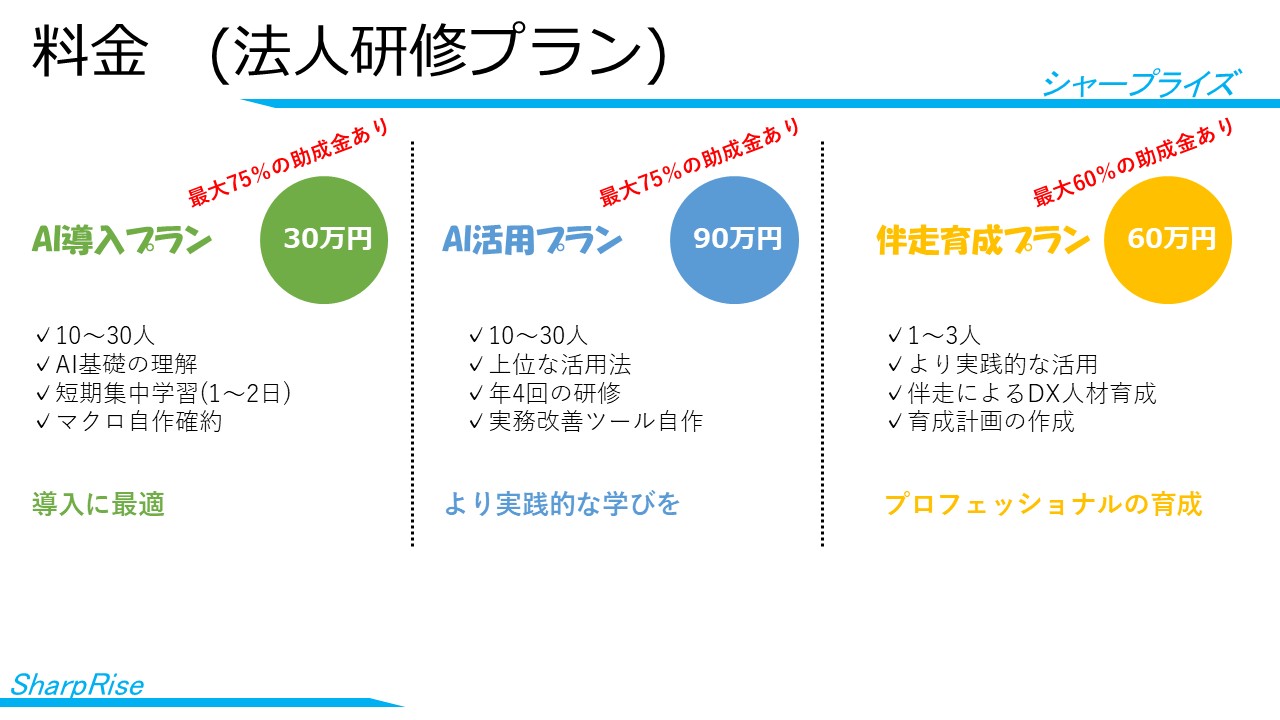 料金　(法人研修プラン)
シャープライズ
最大75%の助成金あり
AI導入プラン
30万円
✓10～30人
✓AI基礎の理解
✓短期集中学習(1～2日)
✓マクロ自作確約
導入に最適
最大75%の助成金あり
AI活用プラン
90万円
✓10～30人
✓上位な活用法
✓年4回の研修
✓実務改善ツール自作
より実践的な学びを
最大60%の助成金あり
伴走育成プラン
60万円
✓1～3人
✓より実践的な活用
✓伴走によるDX人材育成
✓育成計画の作成
プロフェッショナルの育成
SharpRise